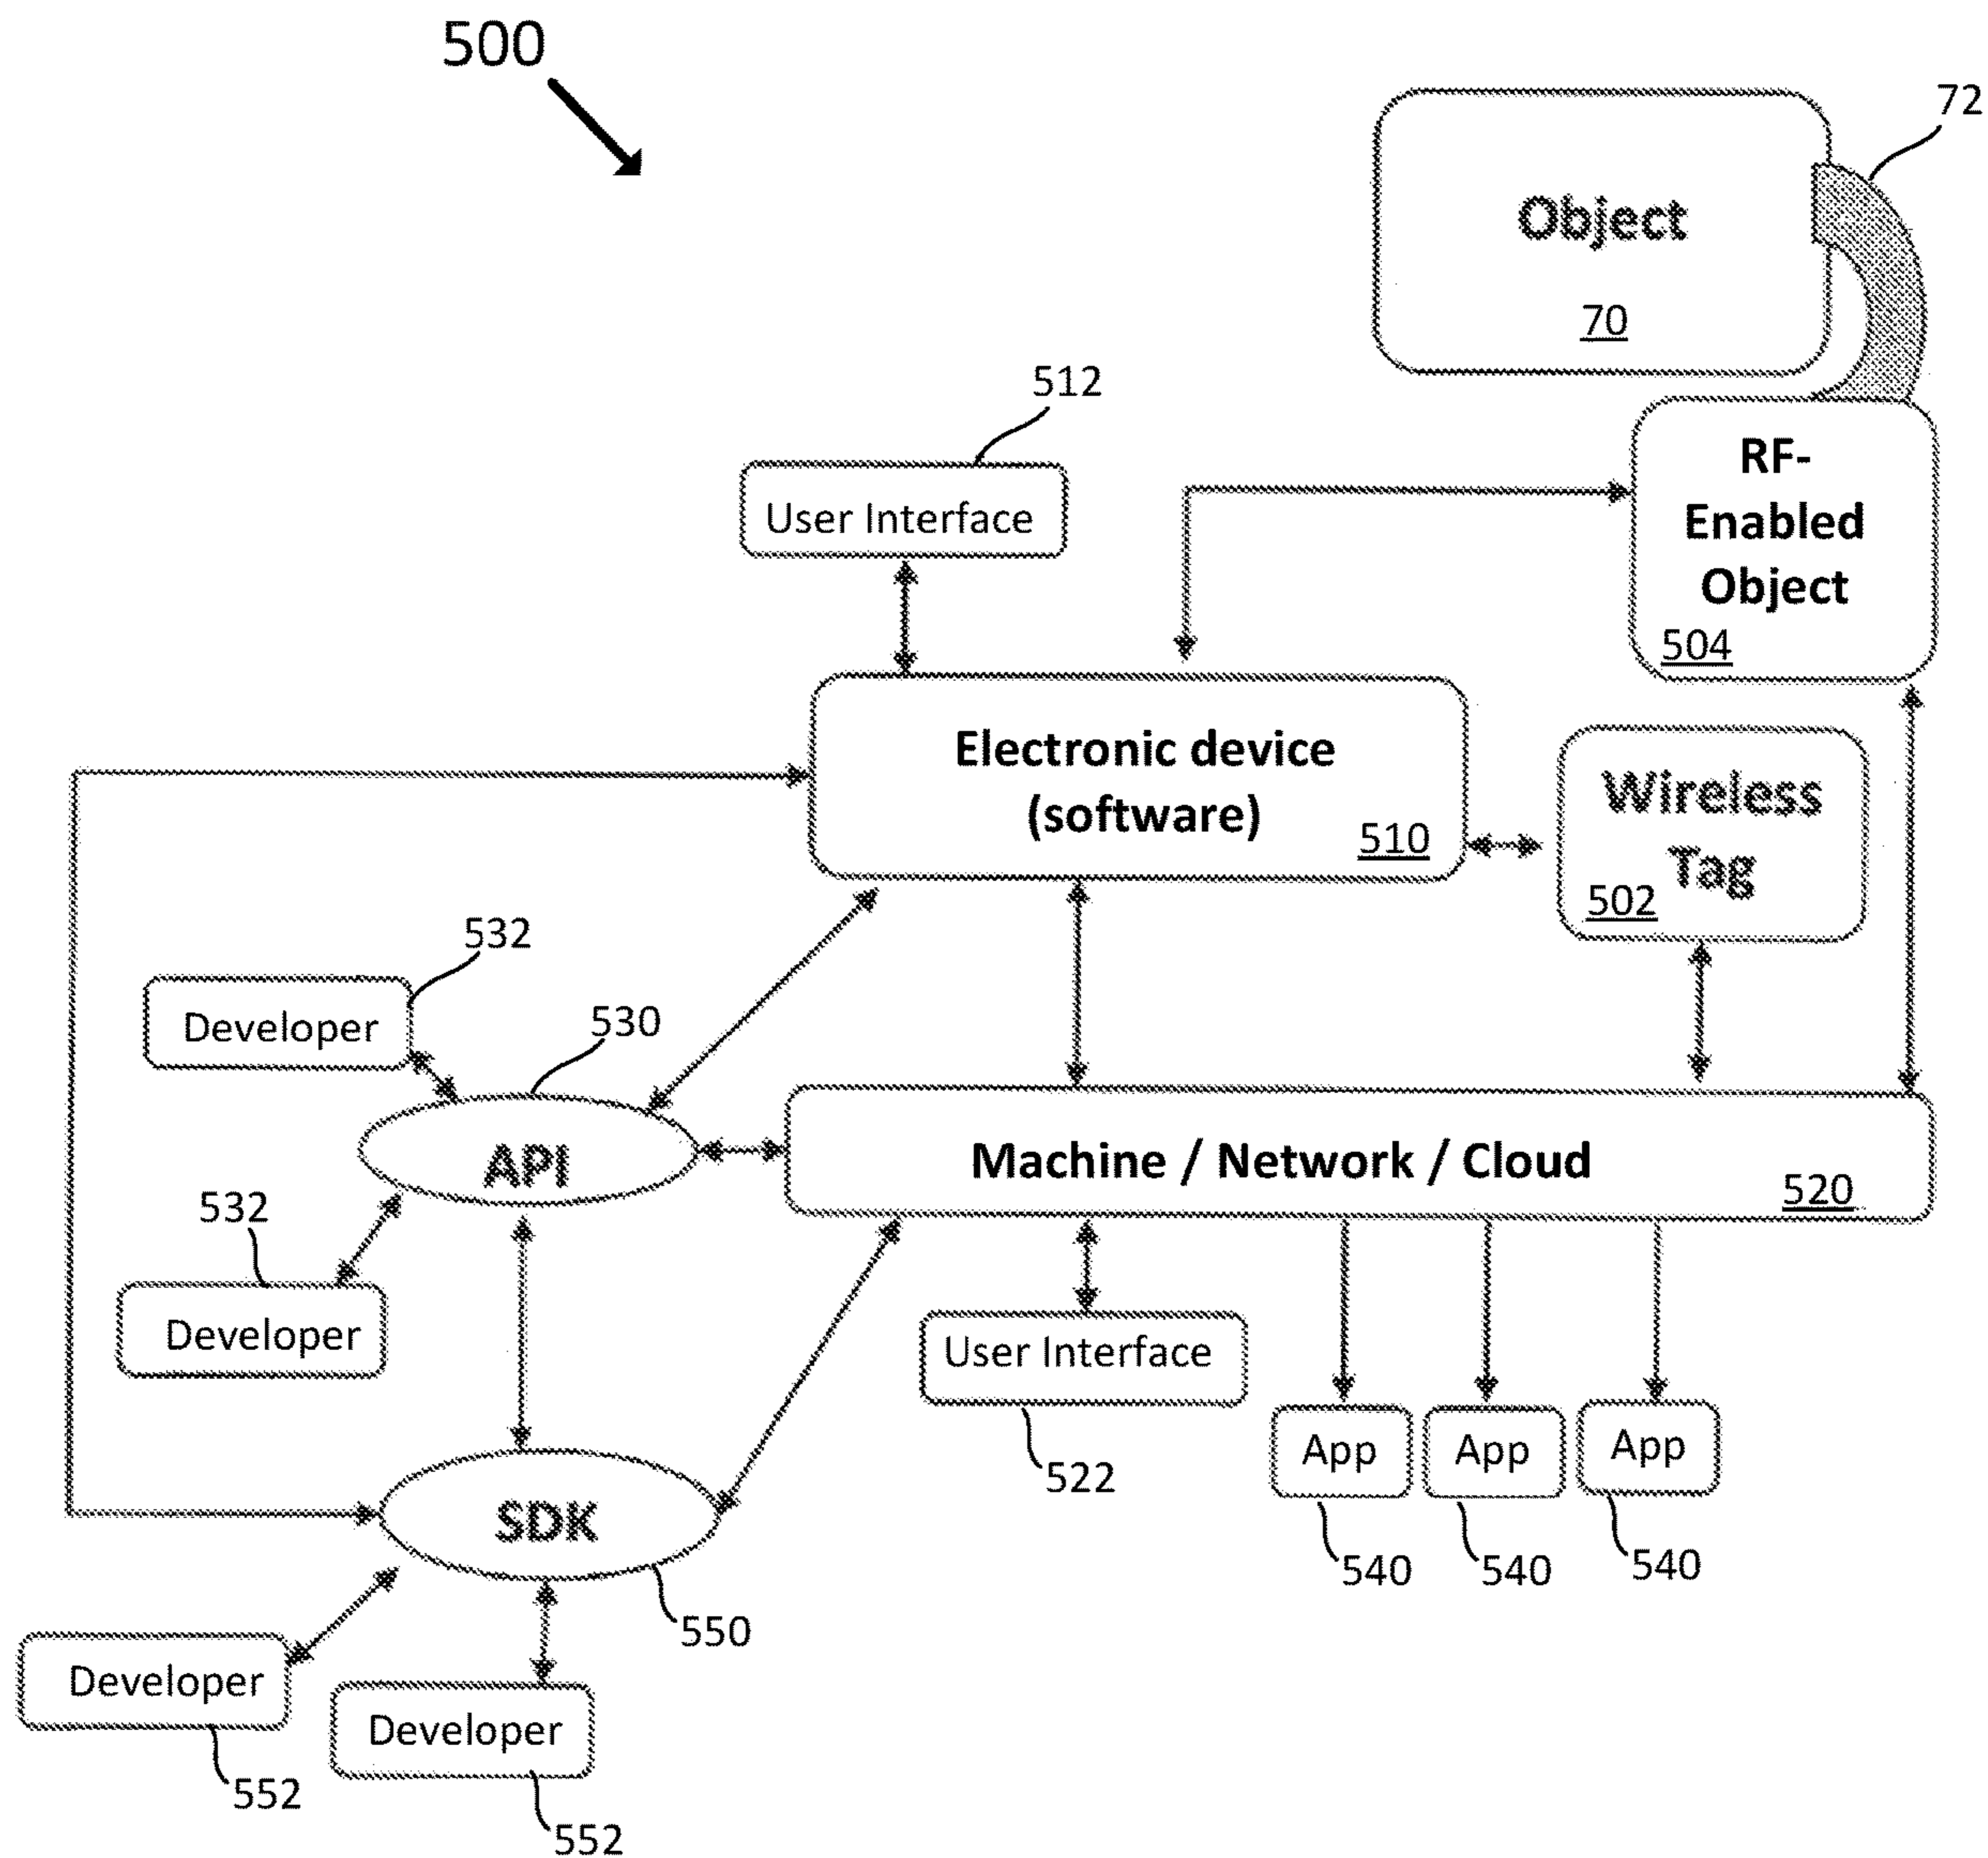 500
72
Object
70
512
User Interface
RF-
Enabled
Object
504
Electronic device
(software)
510
Wireless
Tag
502
532
Developer
530
API
Machine / Network / Cloud
520
532
Developer
User Interface
522
App
App
App
540
540
540
SDK
550
Developer
552
Developer
552